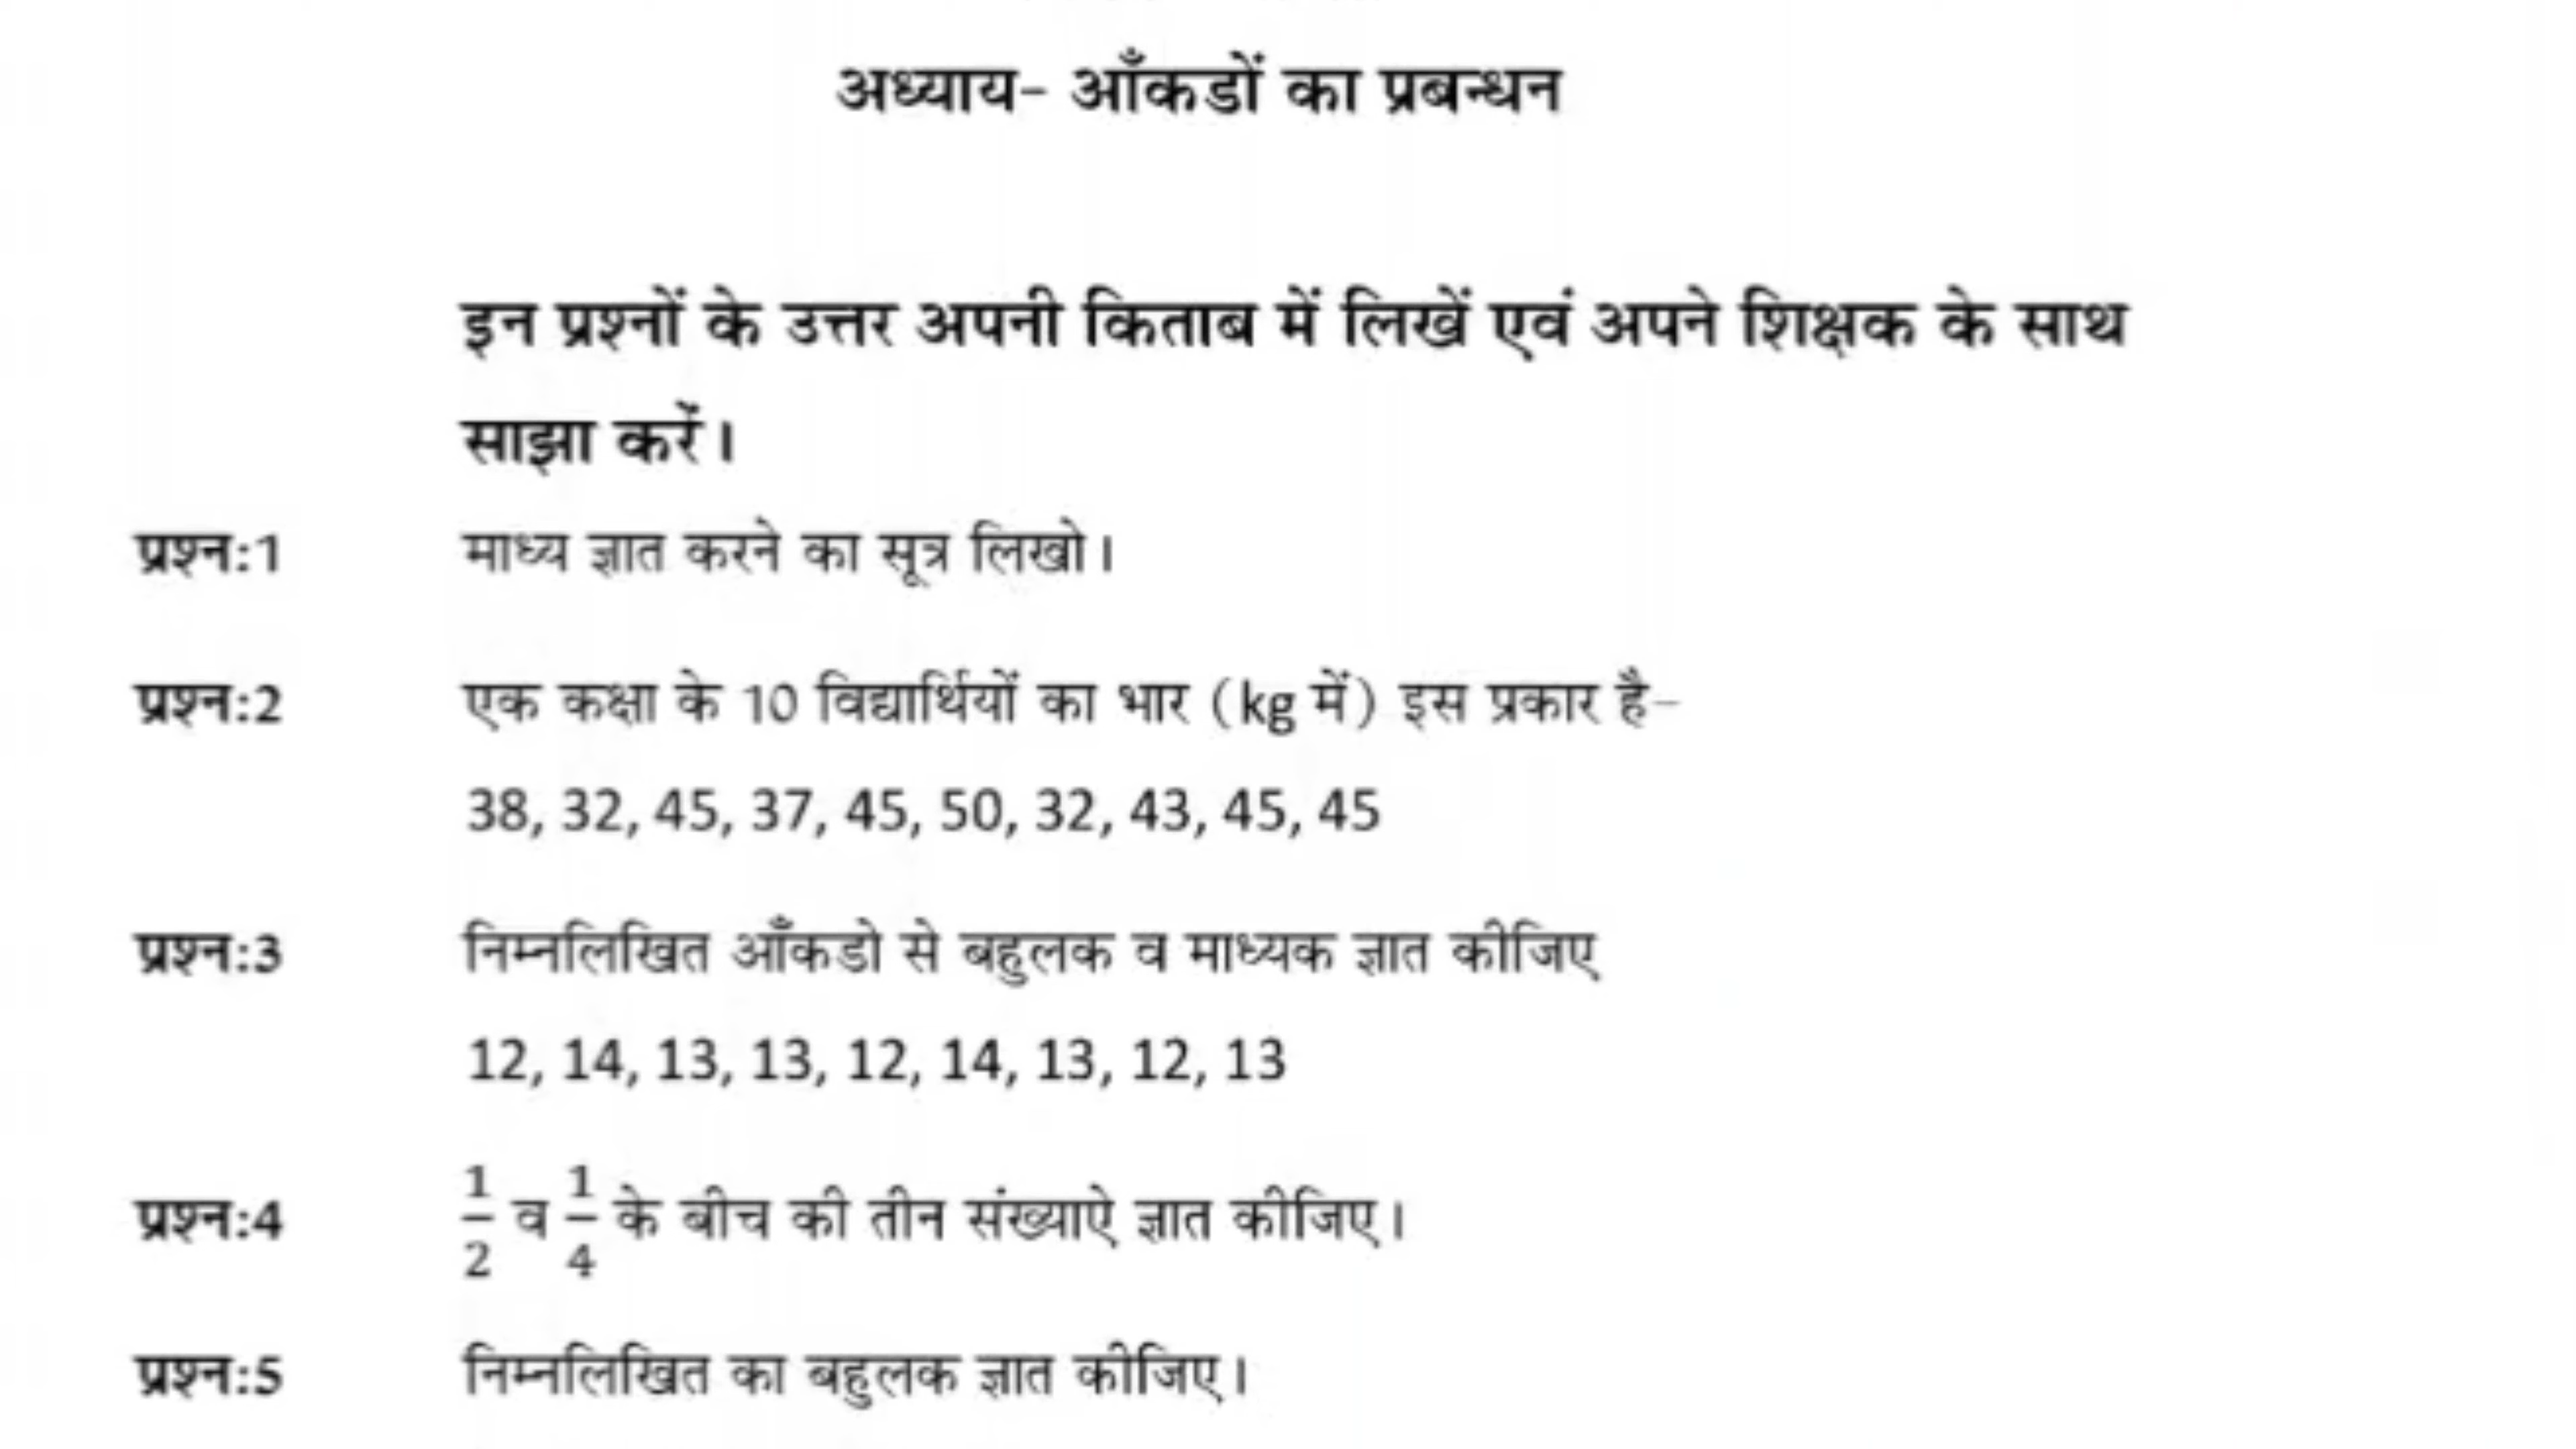 अध्याय- आँकडों का प्रबन्धन
इन प्रश्नों के उत्तर अपनी किताब में लिखें एवं अपने शिक्षक के साथ
साझा करें।
प्रश्न:1 माध्य ज्ञात करने का सूत्र लिखो।
प्रश्न:2 एक कक्षा के 10 विद्यार्थियों का भार (kg में) इस प्रकार है-
38, 32, 45, 37, 45, 50, 32, 43, 45, 45
प्रश्न:3 निम्नलिखित आँकडो से बहुलक व माध्यक ज्ञात कीजिए
12, 14, 13, 13, 12, 14, 13, 12, 13
प्रश्न:4 1/2 व 1/4 के बीच की तीन संख्याऐ ज्ञात कीजिए।
प्रश्न:5 निम्नलिखित का बहुलक ज्ञात कीजिए।